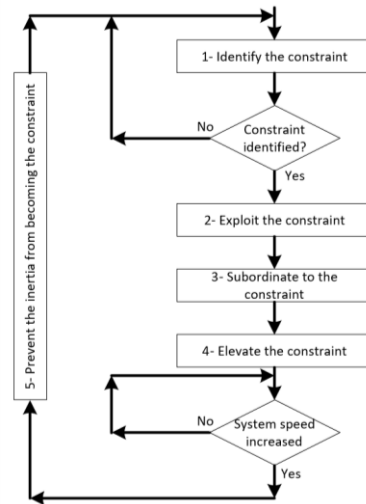 1- Identify the constraint
No
Constraint
identified?
Yes
2- Exploit the constraint
3- Subordinate to the
constraint
4- Elevate the constraint
No
System speed
increased
Yes
5- Prevent the inertia from becoming the constraint